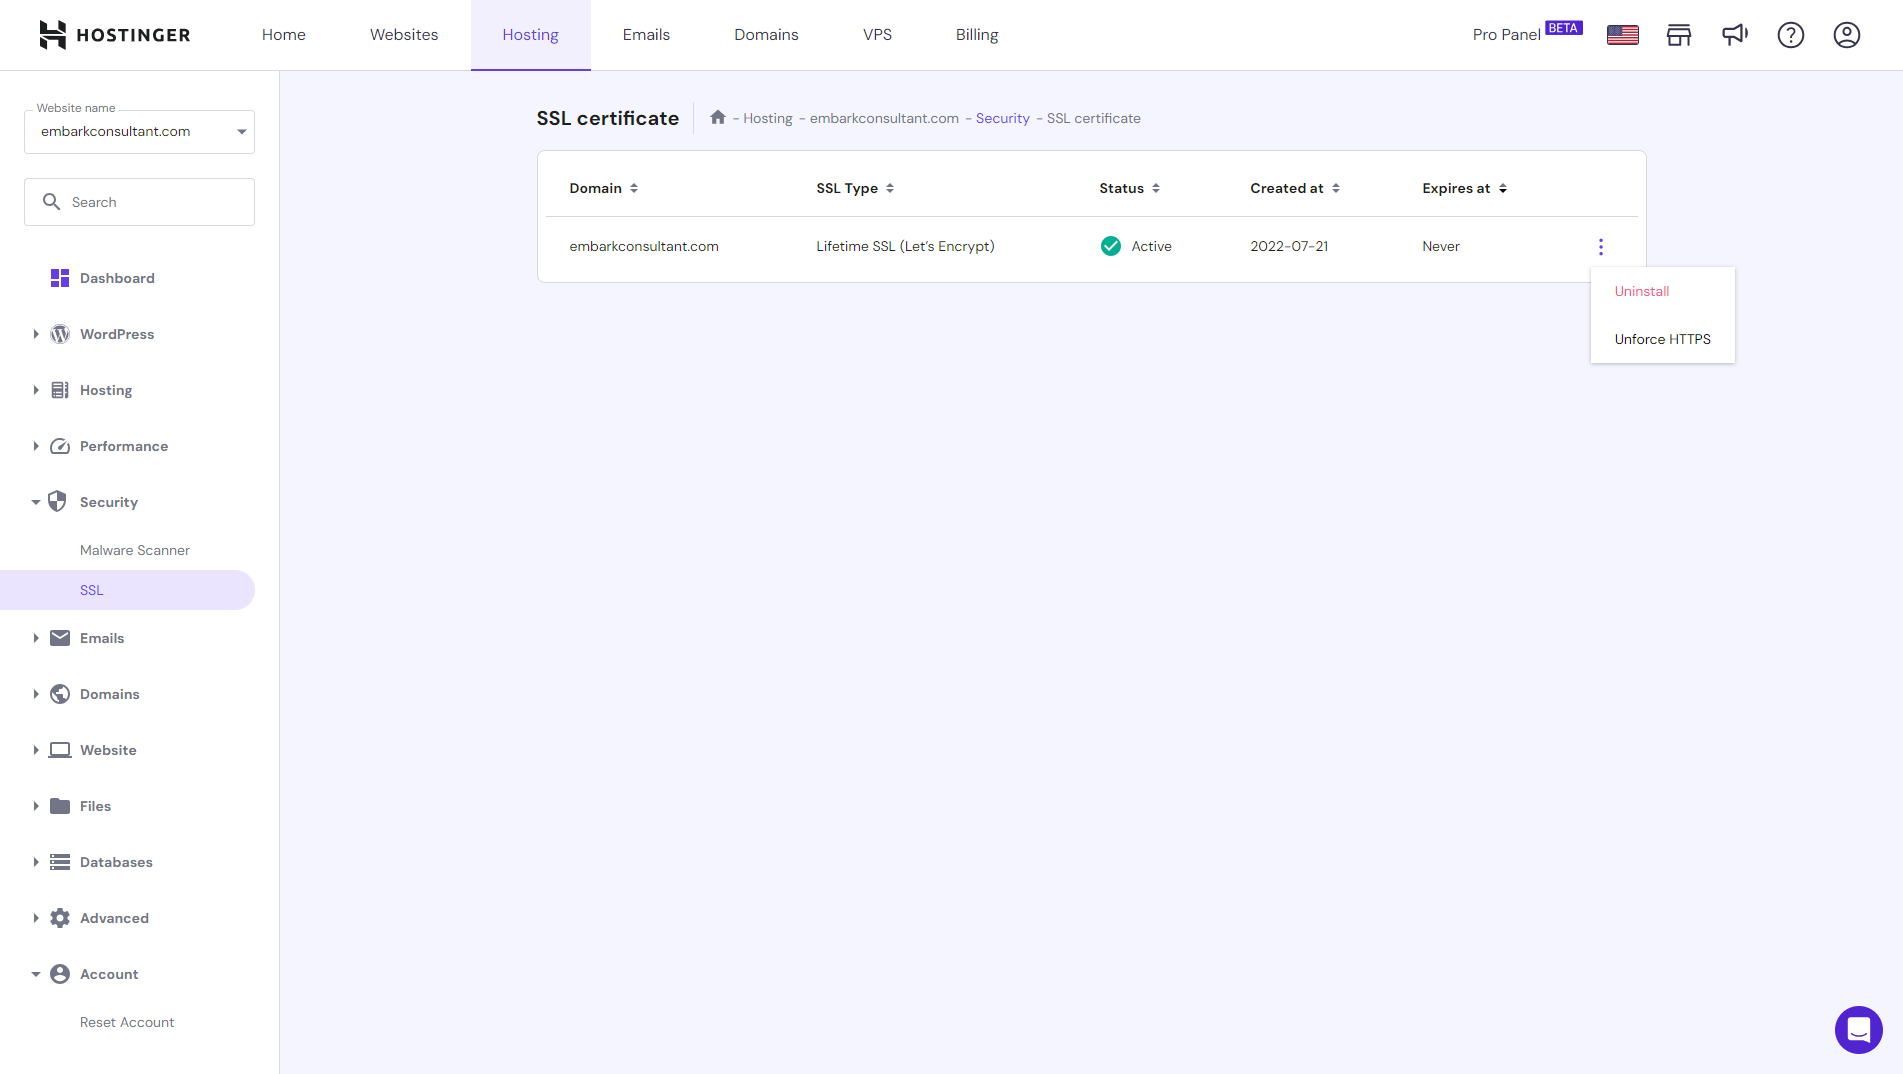 HOSTINGER
Home
Websites
Hosting
Emails
Domains
VPS
Billing
Pro Panel BETA
Website name
embarkconsultant.com
Search
Dashboard
WordPress
Hosting
Performance
Security
Malware Scanner
SSL
Emails
Domains
Website
Files
Databases
Advanced
Account
Reset Account
SSL certificate
- Hosting - embarkconsultant.com - Security - SSL certificate
Domain SSL Type Status Created at Expires at
embarkconsultant.com Lifetime SSL (Let's Encrypt) Active 2022-07-21 Never
Uninstall
Unforce HTTPS